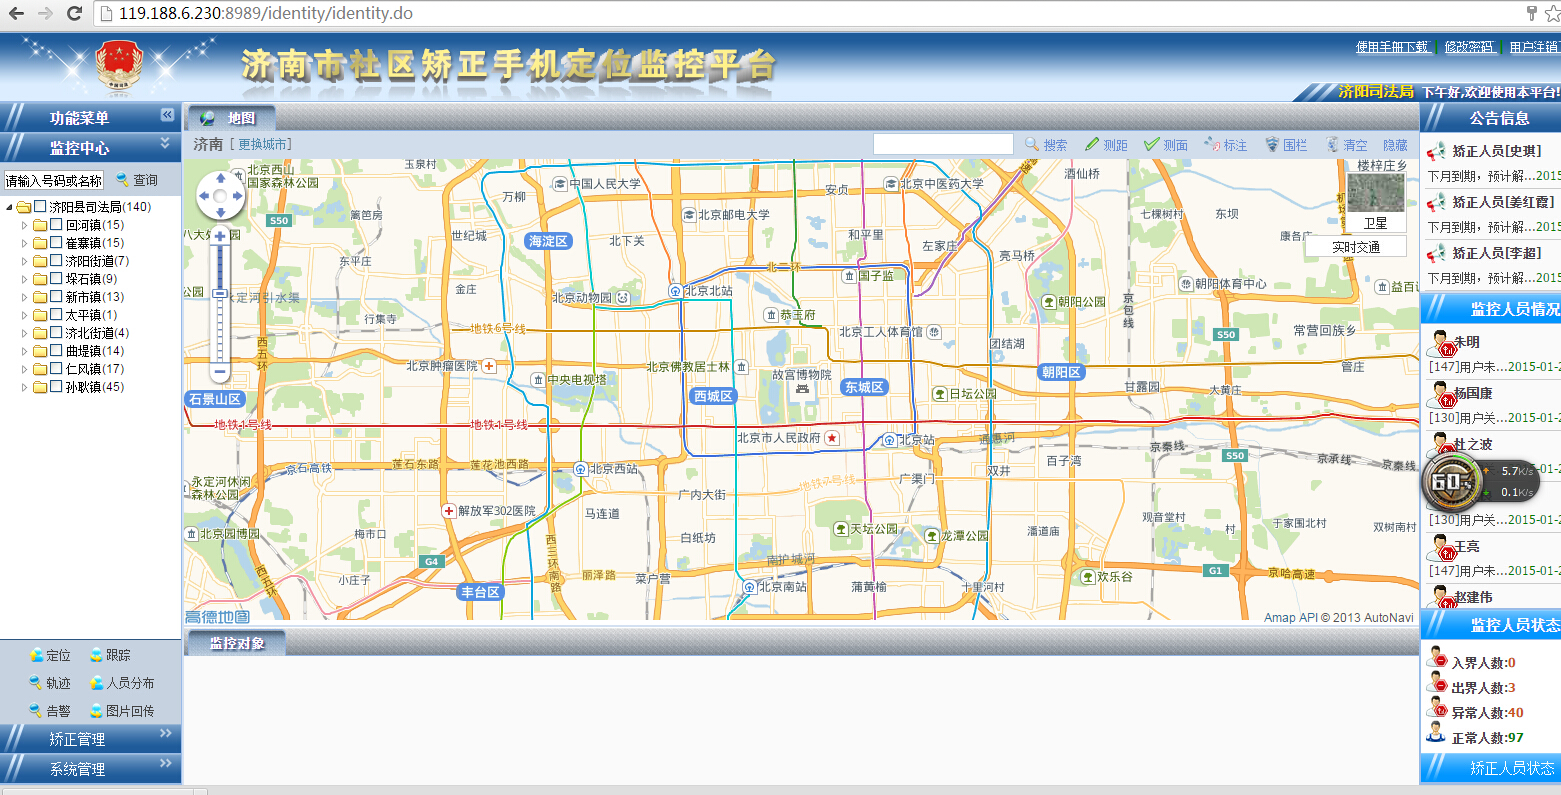 119.188.6.230:8989/identity/identity.do
济南市社区矫正手机定位监控平台
使用手册下载 修改密码 用户注销
济阳司法局 下午好,欢迎使用本平台!
功能菜单
监控中心
请输入号码或名称 查询
济阳县司法局(140)
回河镇(15)
崔寨镇(15)
济阳街道(7)
垛石镇(9)
新市镇(13)
太平镇(1)
济北街道(4)
曲堤镇(14)
仁风镇(17)
孙耿镇(45)
定位 跟踪
轨迹 人员分布
告警 图片回传
矫正管理
系统管理
地图
济南 [ 更换城市]
搜索 测距 测面 标注 围栏 清空 隐藏
北京西山
国家森林公园
玉泉村
万柳
中国人民大学
安贞
北京中医药大学
酒仙桥
楼梓庄乡
卫星
实时交通
S50
篱笆房
北京邮电大学
七棵树村
东坝
八大处公园
世纪城
海淀区
北下关
和平里
左家庄
亮马桥
康各庄
东平庄
金庄
北二环
国子监
朝阳体育中心
永定河引水渠
北京动物园
北京北站
朝阳公园
京包线
行集寺
地铁6号线
恭王府
北京工人体育馆
团结湖
S50
常营回族乡
西五环
北京肿瘤医院
北京佛教居士林
故宫博物院
朝阳区
管庄
中央电视塔
石景山区
西城区
东城区
日坛公园
甘露园
大黄庄
地铁1号线
地铁1号线
北京市人民政府
北京站
通惠河
京秦线
京石高铁
莲石东路
莲花池西路
北京西站
双井
百子湾
S50
京承线
京秦线
永定河休闲
森林公园
广内大街
地铁7号线
广渠门
解放军302医院
马连道
观音堂村
于家围北村
双树南村
北京园博园
梅市口
白纸坊
天坛公园
龙潭公园
潘道庙
村
G4
西五环
小庄子
西三环南路
丽泽路
菜户营
南护城河
丰台区
北京南站
蒲黄榆
十里河村
欢乐谷
G1
京哈高速
高德地图
Amap API © 2013 AutoNavi
监控对象
公告信息
矫正人员[史琪]
下月到期，预计解...2015
矫正人员[姜红霞]
下月到期，预计解...2015
矫正人员[李超]
下月到期，预计解...2015
监控人员情况
朱明
[147]用户未...2015-01-2
杨国康
[130]用户关...2015-01-2
杜之波
60%
5.7K/s
0.1K/s
[130]用户关...2015-01-2
王亮
[147]用户未...2015-01-2
赵建伟
监控人员状态
入界人数:0
出界人数:3
异常人数:40
正常人数:97
矫正人员状态